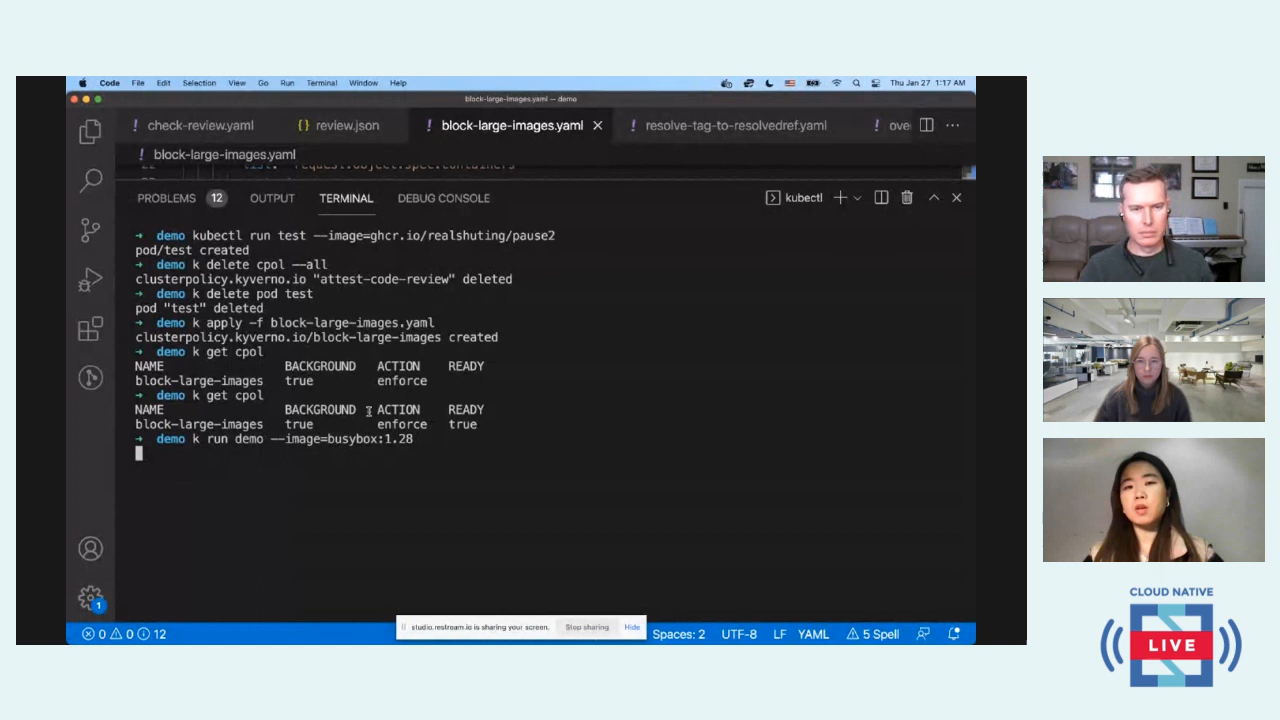 Code File Edit Selection View Go Run Terminal Window Help
Thu Jan 27 1:17 AM
block-large-images.yaml — demo
! check-review.yaml
{} review.json
! block-large-images.yaml
! resolve-tag-to-resolvedref.yaml
! ove
! block-large-images.yaml
PROBLEMS 12 OUTPUT TERMINAL DEBUG CONSOLE
kubectl
→ demo kubectl run test --image=ghcr.io/realshuting/pause2
pod/test created
→ demo k delete cpol --all
clusterpolicy.kyverno.io "attest-code-review" deleted
→ demo k delete pod test
pod "test" deleted
→ demo k apply -f block-large-images.yaml
clusterpolicy.kyverno.io/block-large-images created
→ demo k get cpol
NAME BACKGROUND ACTION READY
block-large-images true enforce
→ demo k get cpol
NAME BACKGROUND ACTION READY
block-large-images true enforce true
→ demo k run demo --image=busybox:1.28
1
studio.restream.io is sharing your screen. Stop sharing Hide
0 0 12
Spaces: 2 UTF-8 LF YAML 5 Spell
CLOUD NATIVE
LIVE